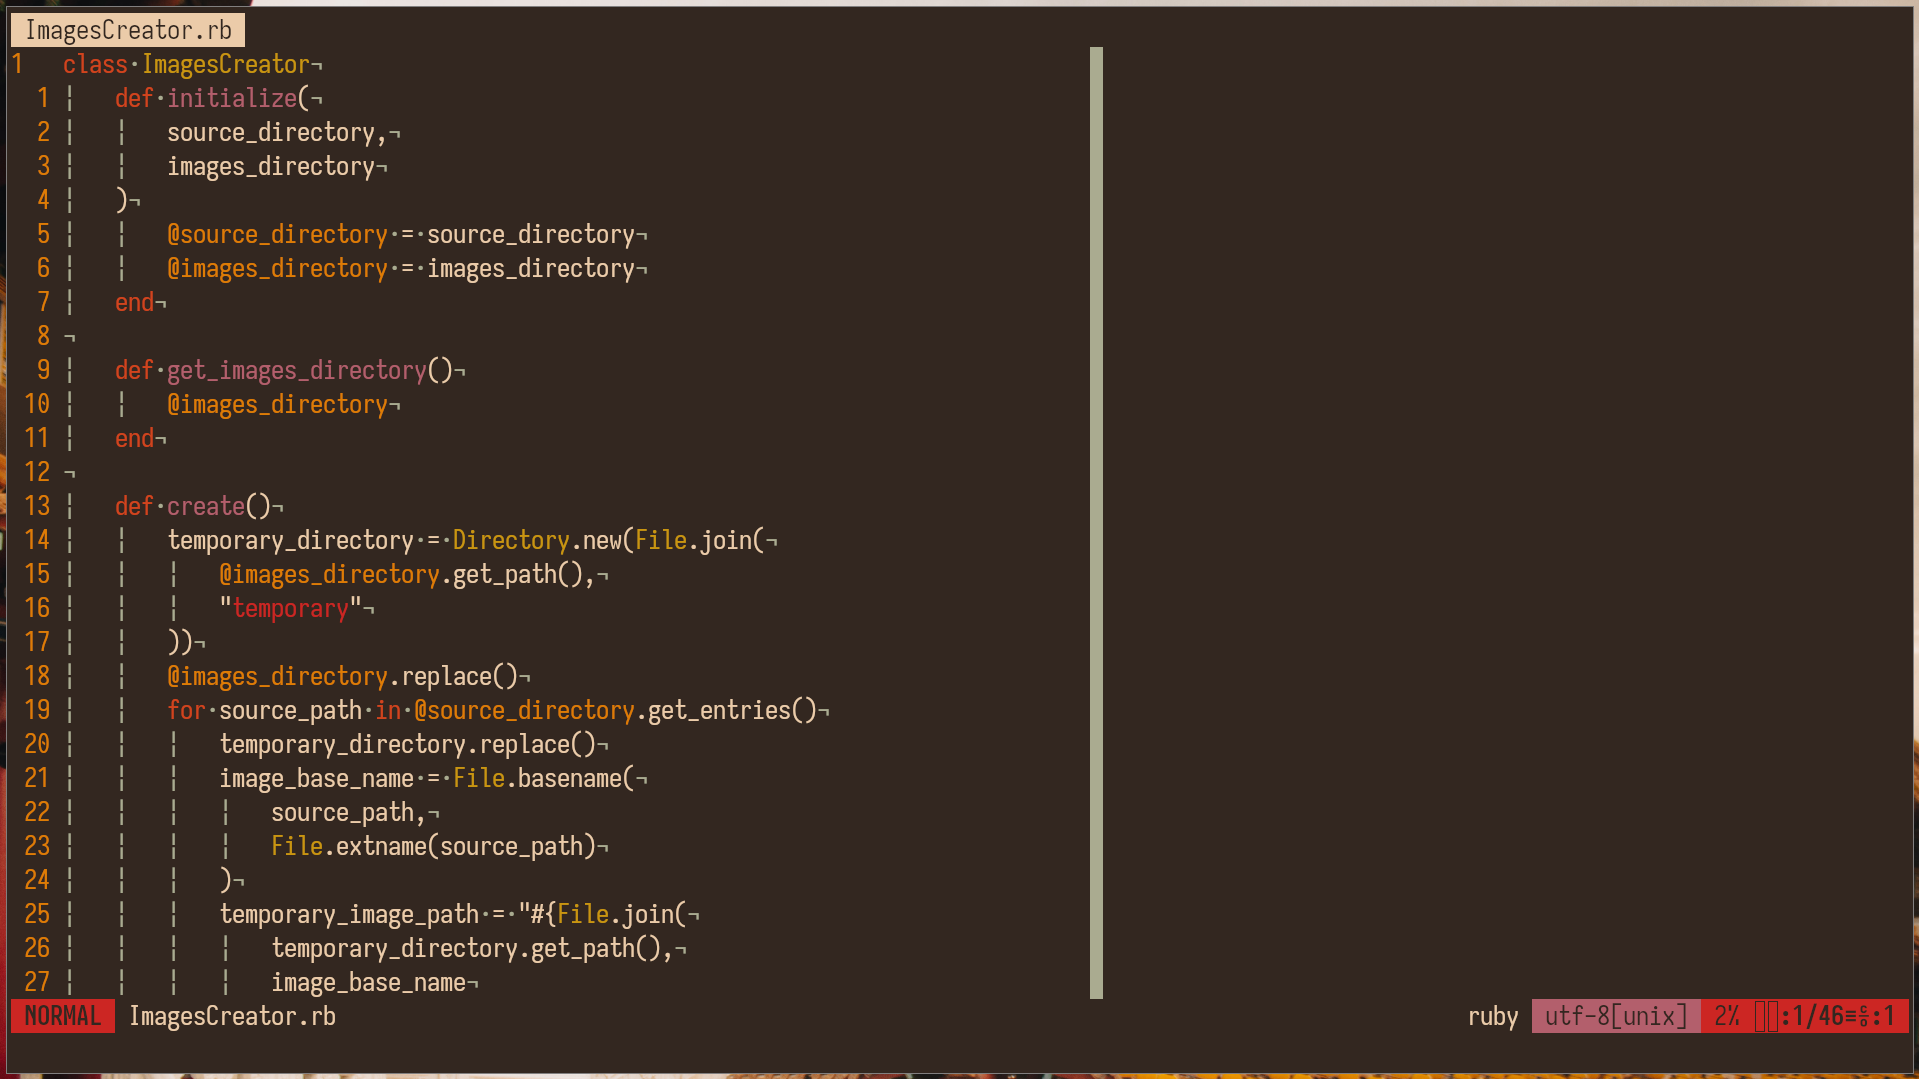 ImagesCreator.rb
1 class·ImagesCreator¬
1 ¦ def·initialize(¬
2 ¦ ¦ source_directory,¬
3 ¦ ¦ images_directory¬
4 ¦ )¬
5 ¦ ¦ @source_directory·=·source_directory¬
6 ¦ ¦ @images_directory·=·images_directory¬
7 ¦ end¬
8 ¬
9 ¦ def·get_images_directory()¬
10 ¦ ¦ @images_directory¬
11 ¦ end¬
12 ¬
13 ¦ def·create()¬
14 ¦ ¦ temporary_directory·=·Directory.new(File.join(¬
15 ¦ ¦ ¦ @images_directory.get_path(),¬
16 ¦ ¦ ¦ "temporary"¬
17 ¦ ¦ ))¬
18 ¦ ¦ @images_directory.replace()¬
19 ¦ ¦ for·source_path·in·@source_directory.get_entries()¬
20 ¦ ¦ ¦ temporary_directory.replace()¬
21 ¦ ¦ ¦ image_base_name·=·File.basename(¬
22 ¦ ¦ ¦ ¦ source_path,¬
23 ¦ ¦ ¦ ¦ File.extname(source_path)¬
24 ¦ ¦ ¦ )¬
25 ¦ ¦ ¦ temporary_image_path·=·"#{File.join(¬
26 ¦ ¦ ¦ ¦ temporary_directory.get_path(),¬
27 ¦ ¦ ¦ ¦ image_base_name¬
NORMAL ImagesCreator.rb ruby utf-8[unix] 2% :1/46≡␏:1